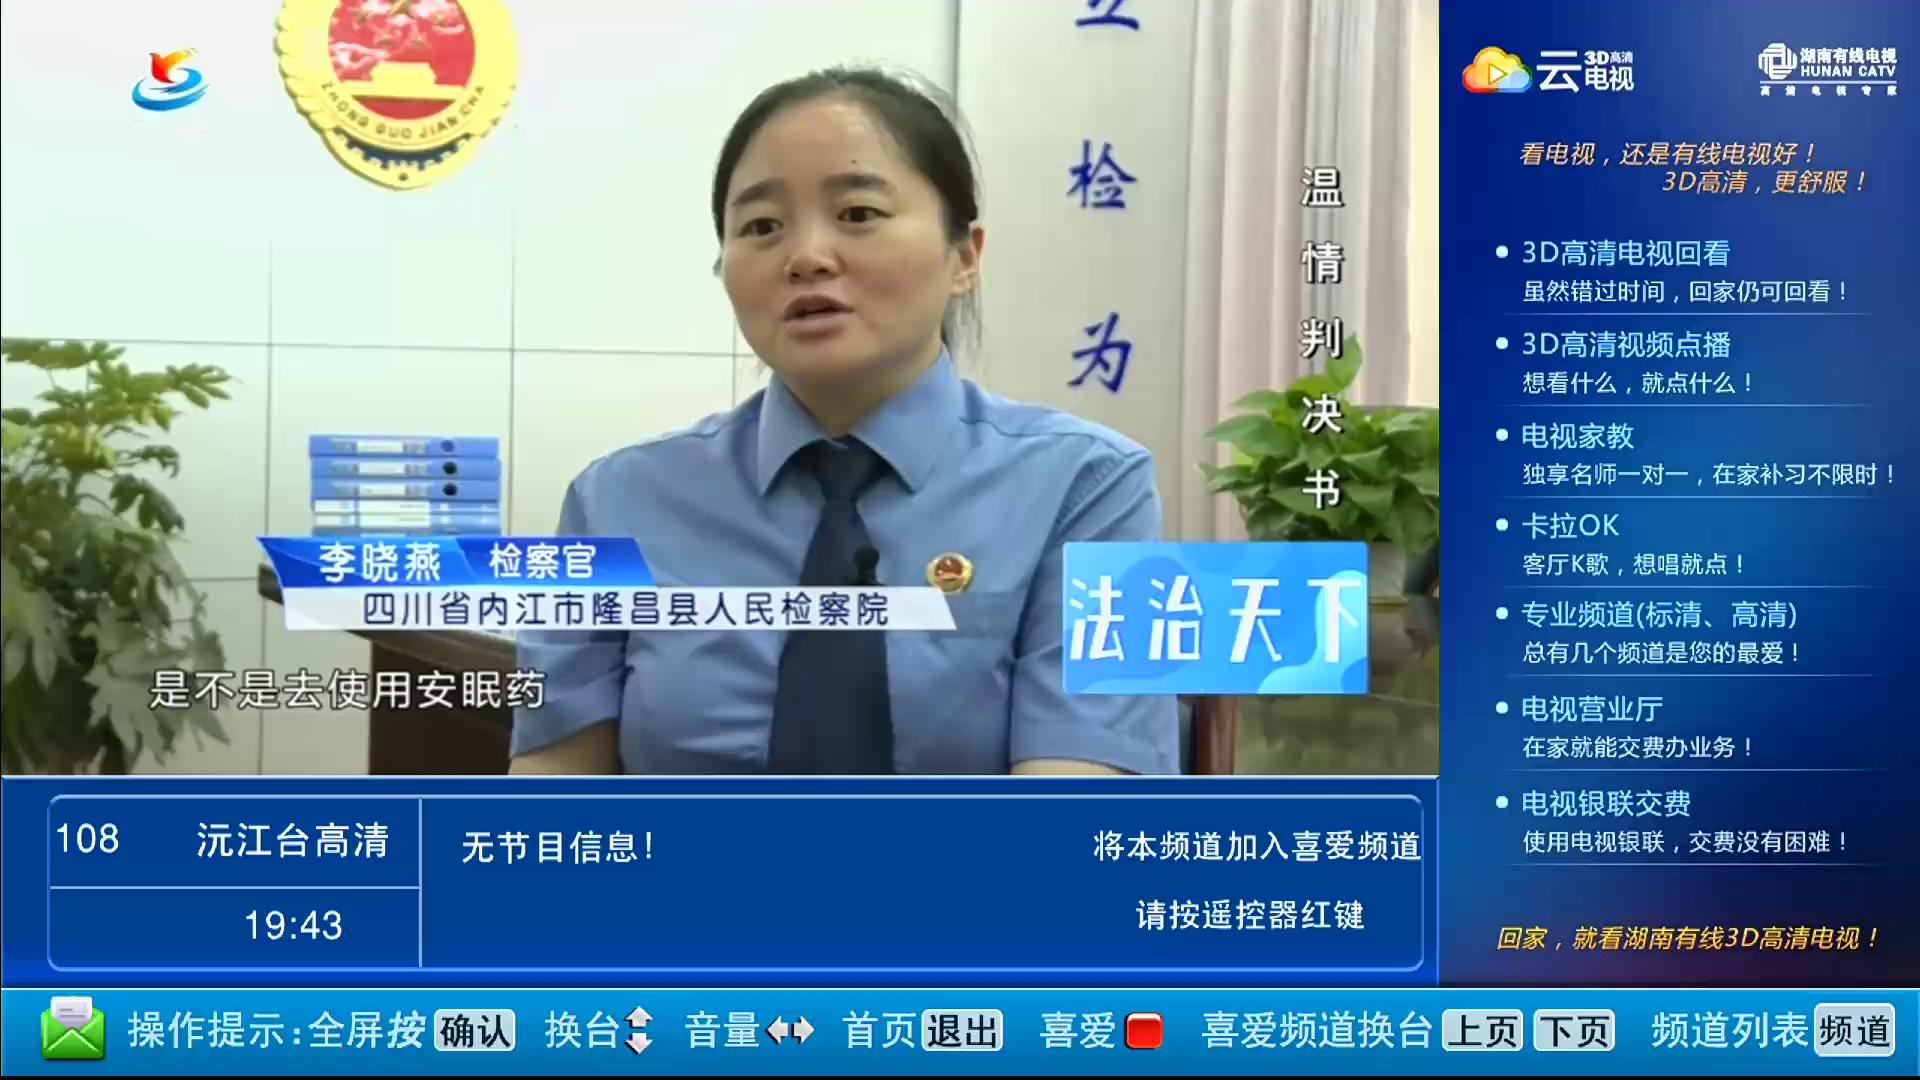 ZHONG GUO JIAN CHA
立检为
温情判决书
李晓燕 检察官
四川省内江市隆昌县人民检察院
法治天下
是不是去使用安眠药
云电视 3D高清
湖南有线电视
HUNAN CATV
高清电视专家
看电视，还是有线电视好！
3D高清，更舒服！
3D高清电视回看
虽然错过时间，回家仍可回看！
3D高清视频点播
想看什么，就点什么！
电视家教
独享名师一对一，在家补习不限时！
卡拉OK
客厅K歌，想唱就点！
专业频道(标清、高清)
总有几个频道是您的最爱！
电视营业厅
在家就能交费办业务！
电视银联交费
使用电视银联，交费没有困难！
回家，就看湖南有线3D高清电视！
108 沅江台高清
19:43
无节目信息！
将本频道加入喜爱频道
请按遥控器红键
操作提示:全屏按 确认 换台 音量 首页 退出 喜爱 喜爱频道换台 上页 下页 频道列表 频道